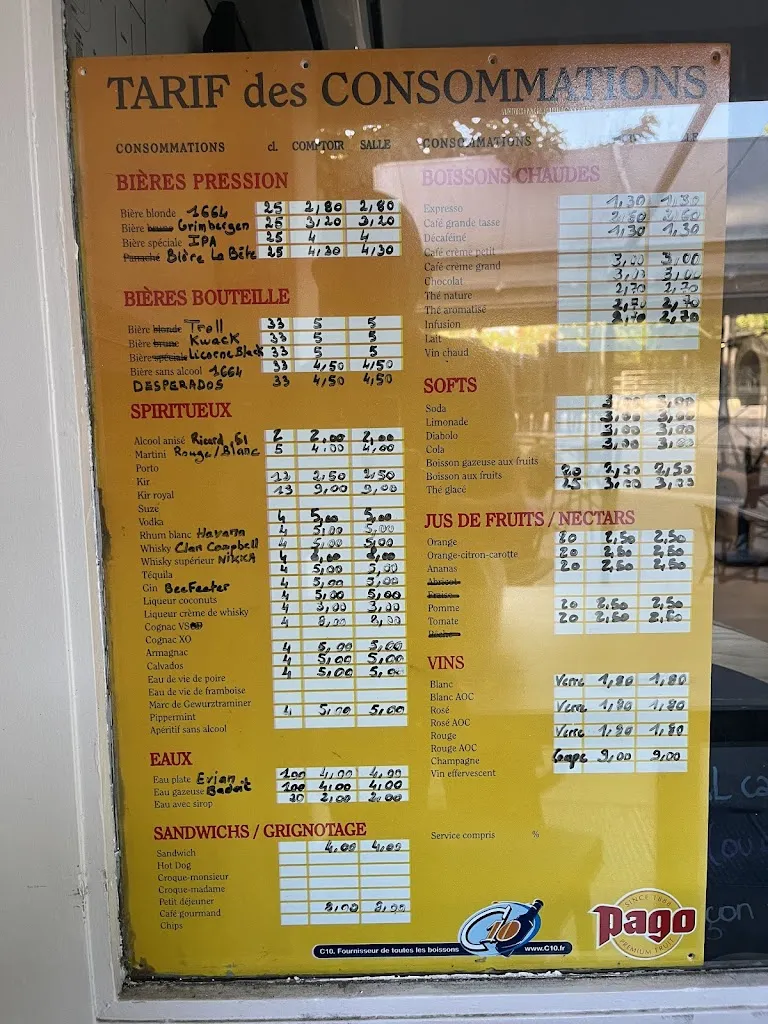 TARIF des CONSOMMATIONS
CONSOMMATIONS cL COMPTOIR SALLE
BIÈRES PRESSION
Bière blonde 1664 25 2,80 2,80
Bière Grimbergen 25 3,20 3,20
Bière spéciale IPA 25 4 4
Panaché Bière La Bête 25 4,30 4,30
BIÈRES BOUTEILLE
Bière blonde Troll 33 5 5
Bière brune Kwack 33 5 5
Bière spéciale Licorne Black 33 5 5
Bière sans alcool 1664 33 4,50 4,50
DESPERADOS 33 4,50 4,50
SPIRITUEUX
Alcool anisé Ricard, 51 2 2,00 2,00
Martini Rouge/Blanc 5 4,00 4,00
Porto
Kir 12 2,50 2,50
Kir royal 13 9,00 9,00
Suze
Vodka 4 5,00 5,00
Rhum blanc Havana 4 5,00 5,00
Whisky Clan Campbell 4 5,00 5,00
Whisky supérieur NIKKA 4
Téquila 4 5,00 5,00
Gin BeeFeater 4 5,00 5,00
Liqueur coconuts 4 5,00 5,00
Liqueur crème de whisky 4 3,00 3,00
Cognac VS 4 8,00 8,00
Cognac XO
Armagnac 4 5,00 5,00
Calvados 4 5,00 5,00
Eau de vie de poire 4 5,00 5,00
Eau de vie de framboise
Marc de Gewurztraminer
Pippermint 4 5,00 5,00
Apéritif sans alcool
EAUX
Eau plate Evian 100 4,00 4,00
Eau gazeuse Badoit 100 4,00 4,00
Eau avec sirop 20 2,00 2,00
SANDWICHS / GRIGNOTAGE
Sandwich 4,00 4,00
Hot Dog
Croque-monsieur
Croque-madame
Petit déjeuner
Café gourmand 8,00 8,00
Chips
CONSOMMATIONS
BOISSONS CHAUDES
Expresso 1,30 1,30
Café grande tasse 2,60 2,60
Décaféiné 1,30 1,30
Café crème petit
Café crème grand 3,00 3,00
Chocolat 3,00 3,00
Thé nature 2,70 2,70
Thé aromatisé 2,70 2,70
Infusion 2,70 2,70
Lait
Vin chaud
SOFTS
Soda 3,00 3,00
Limonade 3,00 3,00
Diabolo 3,00 3,00
Cola 3,00 3,00
Boisson gazeuse aux fruits
Boisson aux fruits 20 2,50 2,50
Thé glacé 25 3,00 3,00
JUS DE FRUITS / NECTARS
Orange 20 2,50 2,50
Orange-citron-carotte 20 2,50 2,50
Ananas 20 2,50 2,50
Abricot
Fraise
Pomme 20 2,50 2,50
Tomate 20 2,50 2,50
Pêche
VINS
Blanc Verre 1,80 1,80
Blanc AOC
Rosé Verre 1,80 1,80
Rosé AOC
Rouge Verre 1,80 1,80
Rouge AOC
Champagne Coupe 9,00 9,00
Vin effervescent
Service compris %
C10, Fournisseur de toutes les boissons
C10
www.C10.fr
SINCE 1888
Pago
PREMIUM FRUIT